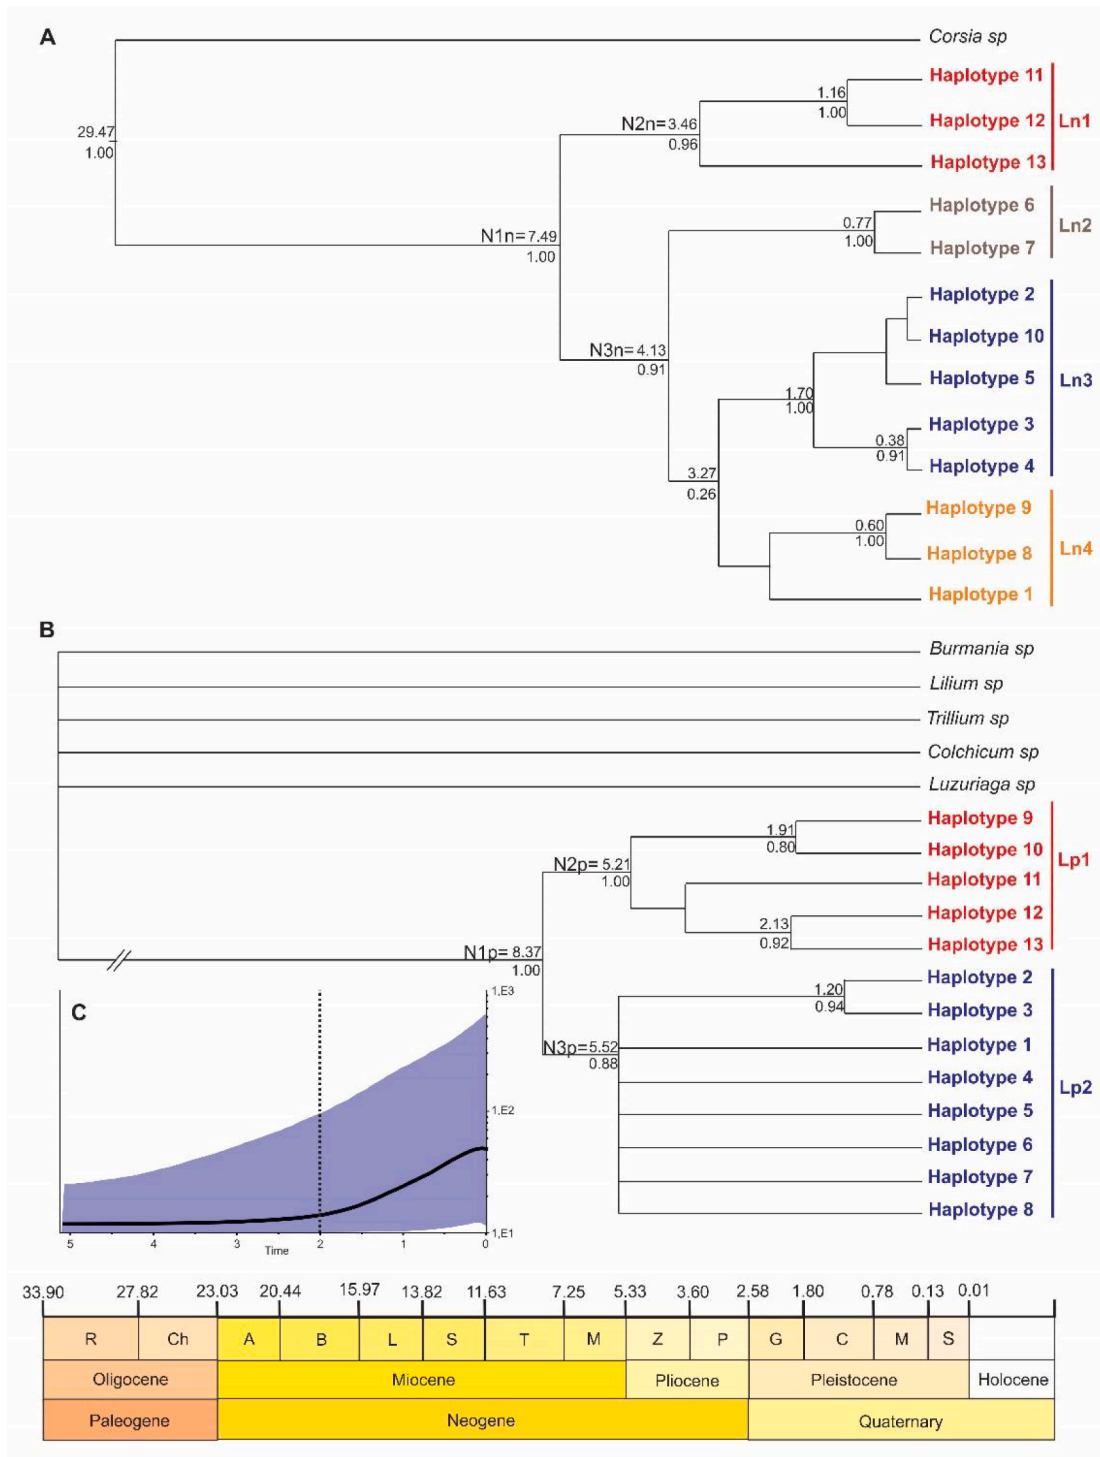 A
Corsia sp
Haplotype 11
1.16
1.00
Haplotype 12
Ln1
N2n=3.46
0.96
29.47
1.00
Haplotype 13
Haplotype 6
0.77
1.00
Ln2
N1n=7.49
1.00
Haplotype 7
Haplotype 2
Haplotype 10
N3n=4.13
0.91
Haplotype 5
Ln3
1.70
1.00
Haplotype 3
0.38
0.91
Haplotype 4
3.27
0.26
Haplotype 9
0.60
1.00
Haplotype 8
Ln4
Haplotype 1
B
Burmania sp
Lilium sp
Trillium sp
Colchicum sp
Luzuriaga sp
Haplotype 9
1.91
0.80
Haplotype 10
Lp1
N2p=5.21
1.00
Haplotype 11
Haplotype 12
2.13
0.92
Haplotype 13
N1p=8.37
1.00
Haplotype 2
1.20
0.94
Haplotype 3
N3p=5.52
0.88
Haplotype 1
Haplotype 4
Lp2
Haplotype 5
Haplotype 6
Haplotype 7
Haplotype 8
C
1,E3
1,E2
1,E1
5 4 3 2 1 0
Time
33.90 27.82 23.03 20.44 15.97 13.82 11.63 7.25 5.33 3.60 2.58 1.80 0.78 0.13 0.01
R Ch A B L S T M Z P G C M S
Oligocene Miocene Pliocene Pleistocene Holocene
Paleogene Neogene Quaternary